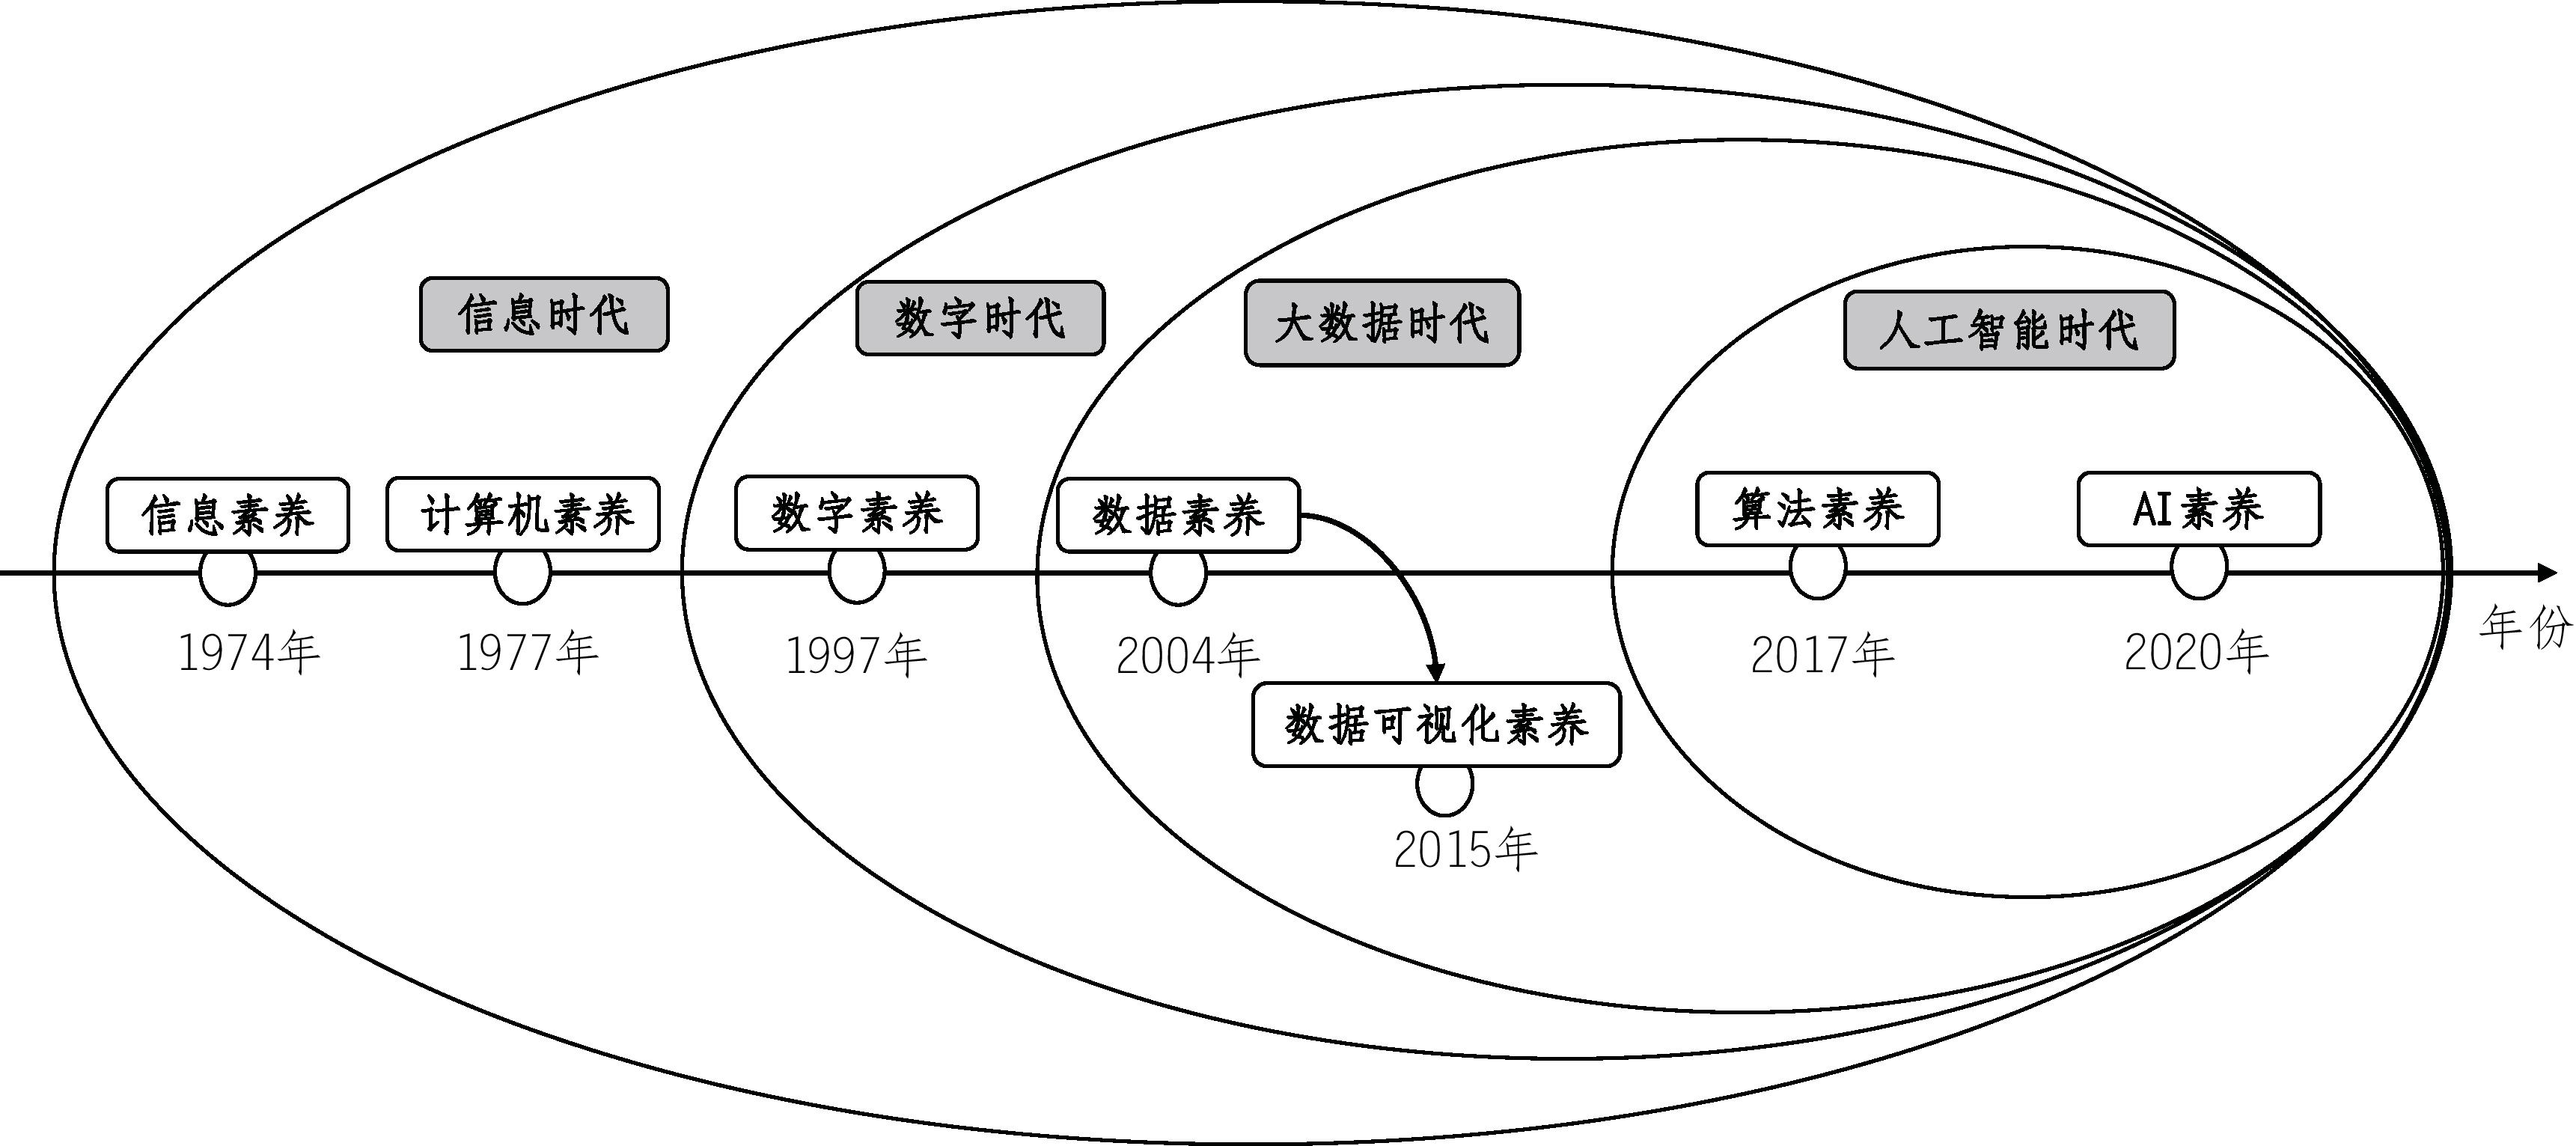 信息时代
数字时代
大数据时代
人工智能时代
信息素养
计算机素养
数字素养
数据素养
算法素养
AI素养
1974年
1977年
1997年
2004年
2017年
2020年
年份
数据可视化素养
2015年